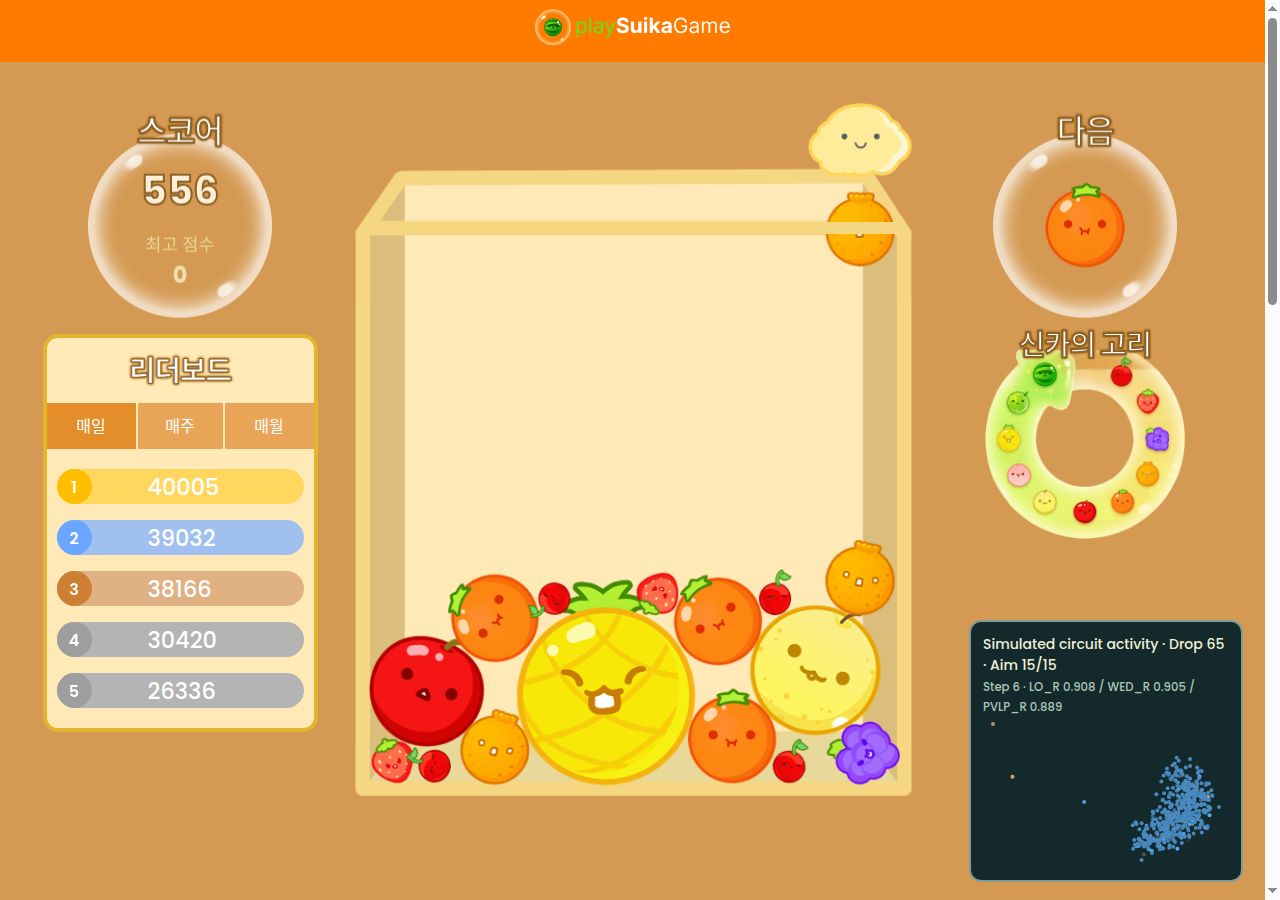 playSuikaGame
스코어
556
최고 점수
0
리더보드
매일 매주 매월
1 40005
2 39032
3 38166
4 30420
5 26336
다음
신카의 고리
Simulated circuit activity · Drop 65
· Aim 15/15
Step 6 · LO_R 0.908 / WED_R 0.905 /
PVLP_R 0.889